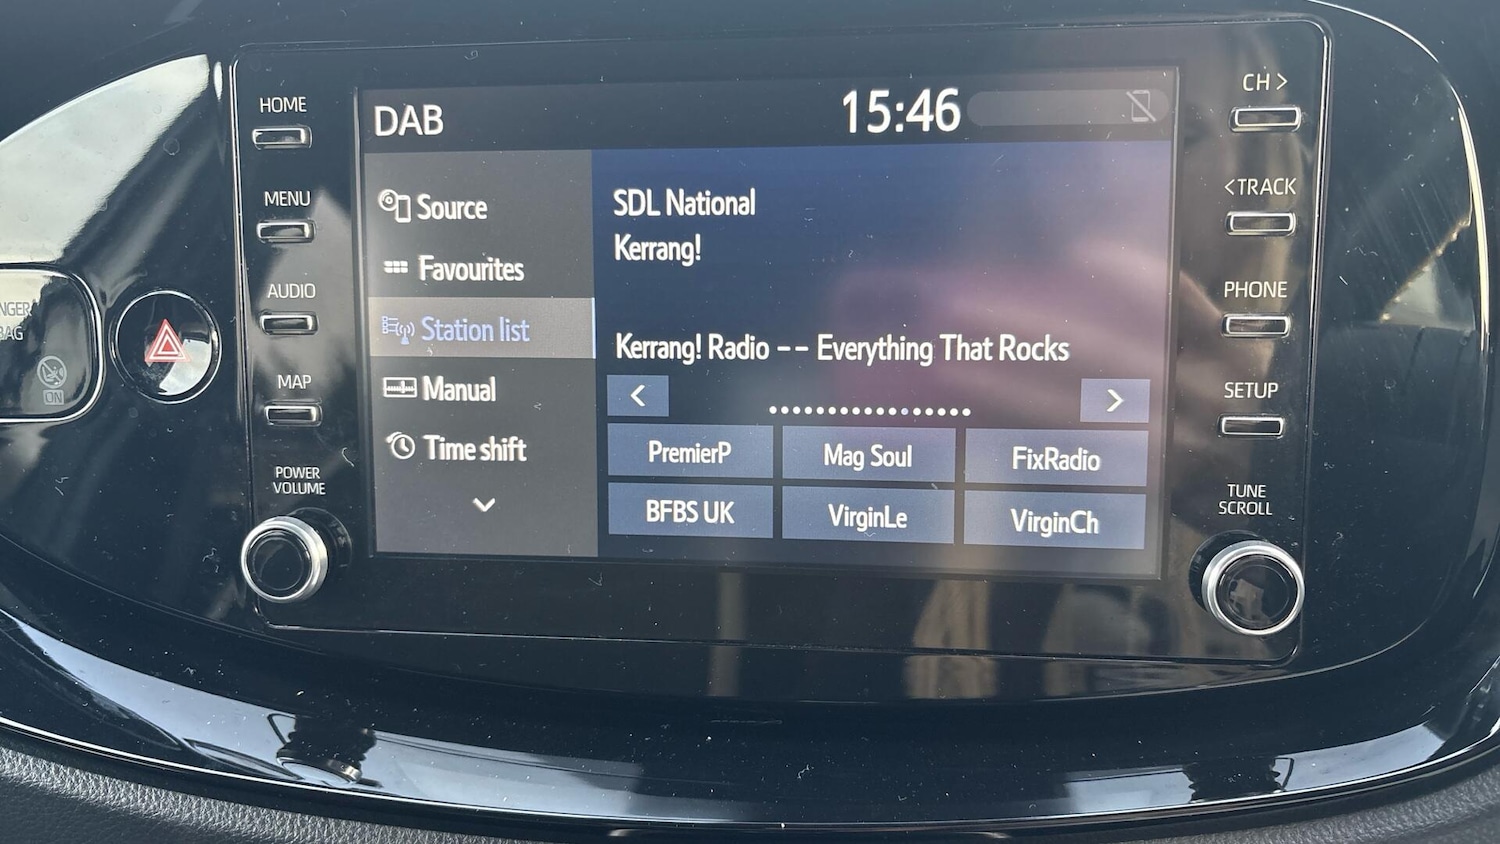 HOME
MENU
AUDIO
MAP
POWER
VOLUME
ON
DAB
15:46
Source
Favourites
Station list
Manual
Time shift
SDL National
Kerrang!
Kerrang! Radio -- Everything That Rocks
< >
PremierP Mag Soul FixRadio
BFBS UK VirginLe VirginCh
CH >
<TRACK
PHONE
SETUP
TUNE
SCROLL